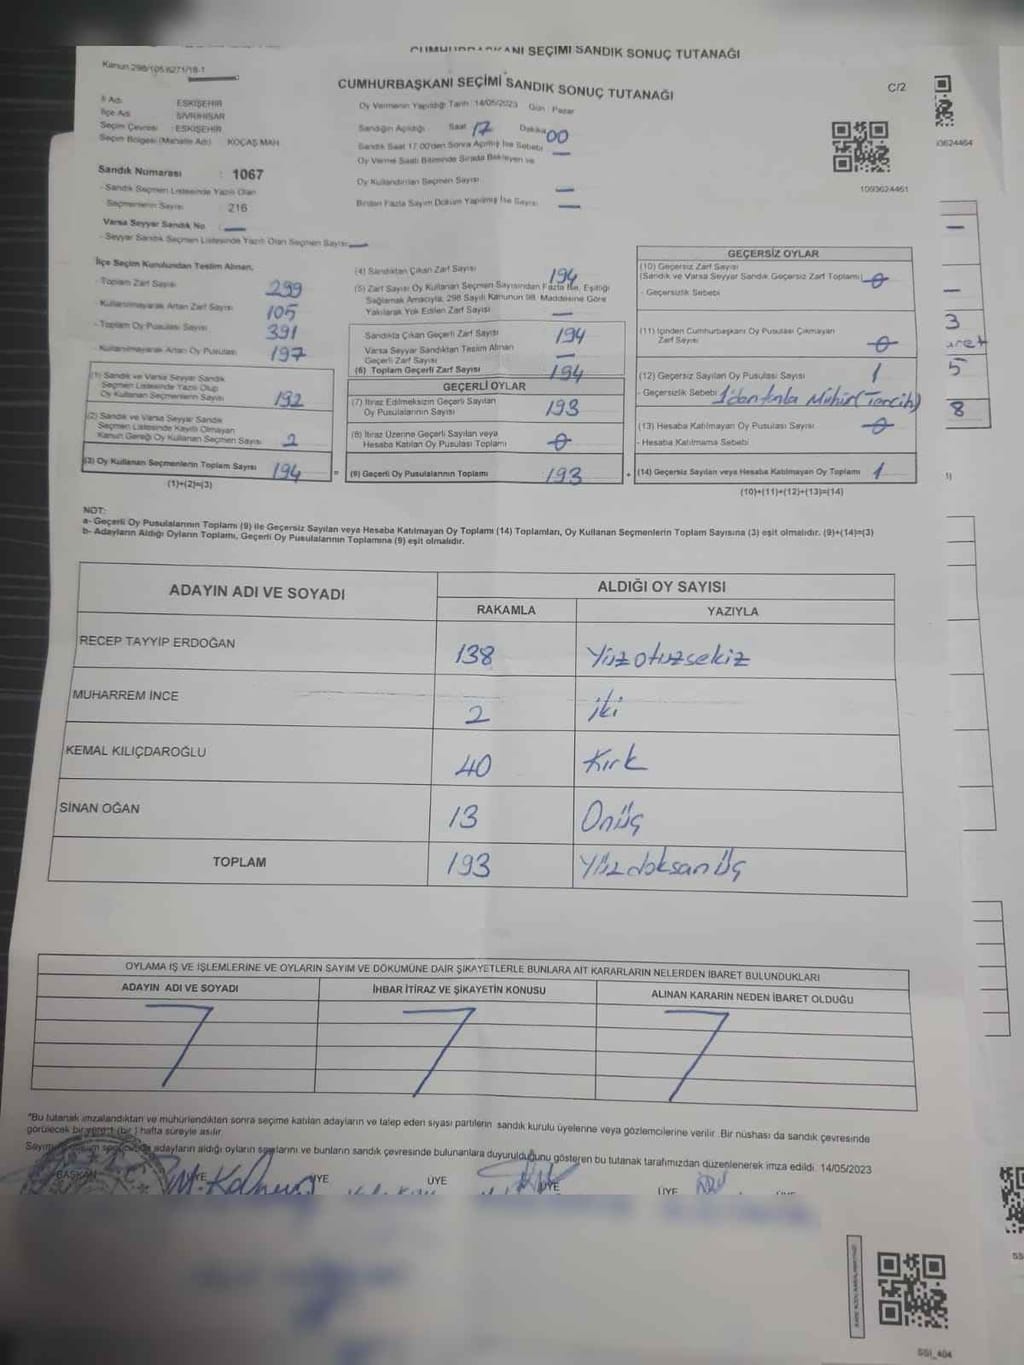 CUMHURBAŞKANI SEÇİMİ SANDIK SONUÇ TUTANAĞI
Kanun:298/105,6271/18-1
CUMHURBAŞKANI SEÇİMİ SANDIK SONUÇ TUTANAĞI
C/2
İl Adı : ESKİŞEHİR
İlçe Adı : SİVRİHİSAR
Seçim Çevresi : ESKİŞEHİR
Seçim Bölgesi (Mahalle Adı) : KOÇAŞ MAH
Oy Vermenin Yapıldığı Tarih : 14/05/2023 Gün : Pazar
Sandığın Açıldığı Saat 17 Dakika 00
Sandık Saat 17.00'den Sonra Açılmış İse Sebebi —
Oy Verme Saati Bitiminde Sırada Bekleyen ve
Oy Kullandırılan Seçmen Sayısı —
Birden Fazla Sayım Döküm Yapılmış İse Sayısı —
1093624461
Sandık Numarası : 1067
- Sandık Seçmen Listesinde Yazılı Olan
Seçmenlerin Sayısı 216
Varsa Seyyar Sandık No —
- Seyyar Sandık Seçmen Listesinde Yazılı Olan Seçmen Sayısı —
İlçe Seçim Kurulundan Teslim Alınan,
- Toplam Zarf Sayısı 299
- Kullanılmayarak Artan Zarf Sayısı 105
- Toplam Oy Pusulası Sayısı 391
- Kullanılmayarak Artan Oy Pusulası 197
(1) Sandık ve Varsa Seyyar Sandık
Seçmen Listesinde Yazılı Olup
Oy Kullanan Seçmenlerin Sayısı 192
(2) Sandık ve Varsa Seyyar Sandık
Seçmen Listesinde Kayıtlı Olmayan
Kanun Gereği Oy Kullanan Seçmen Sayısı 2
(3) Oy Kullanan Seçmenlerin Toplam Sayısı 194
(1)+(2)=(3)
(4) Sandıktan Çıkan Zarf Sayısı 194
(5) Zarf Sayısı Oy Kullanan Seçmen Sayısından Fazla İse, Eşitliği
Sağlamak Amacıyla, 298 Sayılı Kanunun 98. Maddesine Göre
Yakılarak Yok Edilen Zarf Sayısı —
Sandıkta Çıkan Geçerli Zarf Sayısı 194
Varsa Seyyar Sandıktan Teslim Alınan
Geçerli Zarf Sayısı —
(6) Toplam Geçerli Zarf Sayısı 194
GEÇERLİ OYLAR
(7) İtiraz Edilmeksizin Geçerli Sayılan
Oy Pusulalarının Sayısı 193
(8) İtiraz Üzerine Geçerli Sayılan veya
Hesaba Katılan Oy Pusulası Toplamı 0
= (9) Geçerli Oy Pusulalarının Toplamı 193 +
GEÇERSİZ OYLAR
(10) Geçersiz Zarf Sayısı
(Sandık ve Varsa Seyyar Sandık Geçersiz Zarf Toplamı) 0
- Geçersizlik Sebebi
(11) İçinden Cumhurbaşkanı Oy Pusulası Çıkmayan
Zarf Sayısı 0
(12) Geçersiz Sayılan Oy Pusulası Sayısı 1
- Geçersizlik Sebebi 1'den fazla Mühür (Tercih)
(13) Hesaba Katılmayan Oy Pusulası Sayısı 0
- Hesaba Katılmama Sebebi
(14) Geçersiz Sayılan veya Hesaba Katılmayan Oy Toplamı 1
(10)+(11)+(12)+(13)=(14)
3
5
8
NOT:
a- Geçerli Oy Pusulalarının Toplamı (9) ile Geçersiz Sayılan veya Hesaba Katılmayan Oy Toplamı (14) Toplamları, Oy Kullanan Seçmenlerin Toplam Sayısına (3) eşit olmalıdır. (9)+(14)=(3)
b- Adayların Aldığı Oyların Toplamı, Geçerli Oy Pusulalarının Toplamına (9) eşit olmalıdır.
ADAYIN ADI VE SOYADI ALDIĞI OY SAYISI
RAKAMLA YAZIYLA
RECEP TAYYİP ERDOĞAN 138 Yüzotuzsekiz
MUHARREM İNCE 2 iki
KEMAL KILIÇDAROĞLU 40 Kırk
SİNAN OĞAN 13 Onüç
TOPLAM 193 Yüzdoksanüç
OYLAMA İŞ VE İŞLEMLERİNE VE OYLARIN SAYIM VE DÖKÜMÜNE DAİR ŞİKAYETLERLE BUNLARA AİT KARARLARIN NELERDEN İBARET BULUNDUKLARI
ADAYIN ADI VE SOYADI İHBAR İTİRAZ VE ŞİKAYETİN KONUSU ALINAN KARARIN NEDEN İBARET OLDUĞU
*Bu tutanak imzalandıktan ve mühürlendikten sonra seçime katılan adayların ve talep eden siyasi partilerin sandık kurulu üyelerine veya gözlemcilerine verilir. Bir nüshası da sandık çevresinde
görülecek bir yere 1 (bir) hafta süreyle asılır.
adayların aldığı oyların sayılarını ve bunların sandık çevresinde bulunanlara duyurulduğunu gösteren bu tutanak tarafımızdan düzenlenerek imza edildi. 14/05/2023
BAŞKAN ÜYE ÜYE ÜYE ÜYE
SSI_404